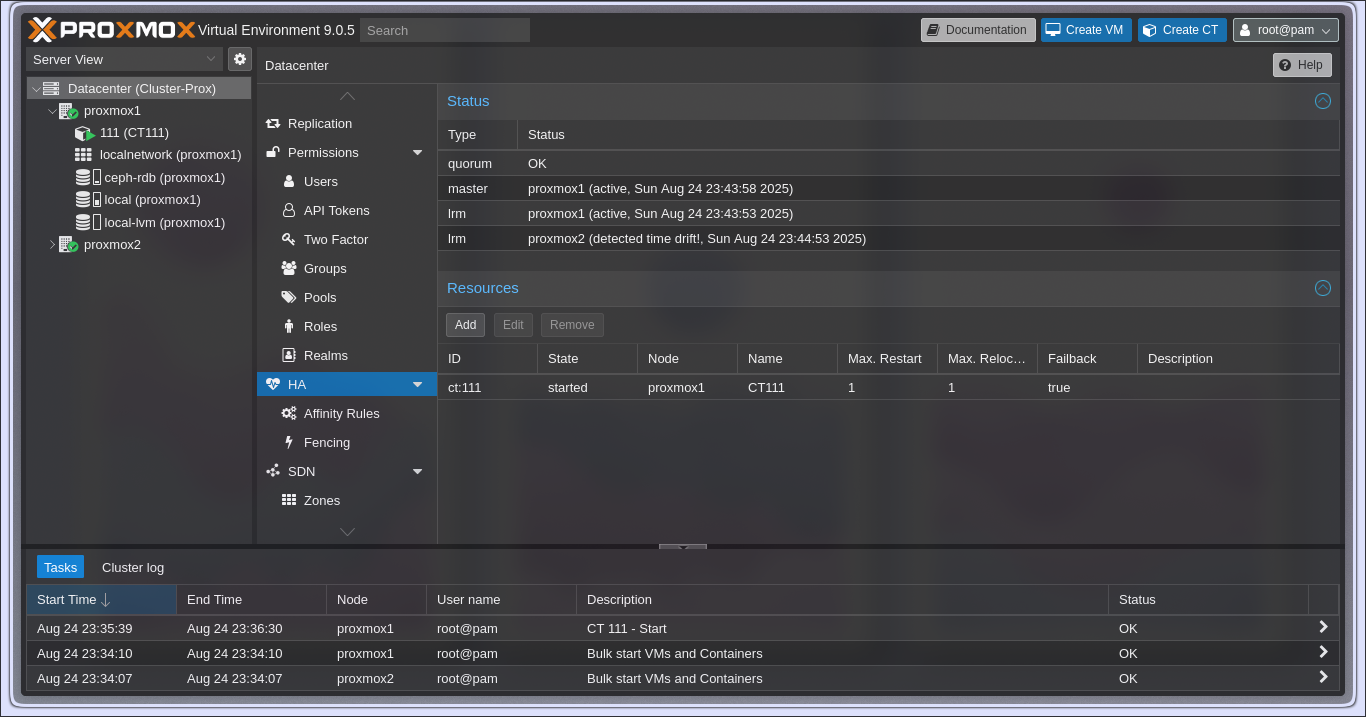 PROXMOX Virtual Environment 9.0.5 Search Documentation Create VM Create CT root@pam
Server View
Datacenter (Cluster-Prox)
proxmox1
111 (CT111)
localnetwork (proxmox1)
ceph-rdb (proxmox1)
local (proxmox1)
local-lvm (proxmox1)
proxmox2
Datacenter Help
Replication
Permissions
Users
API Tokens
Two Factor
Groups
Pools
Roles
Realms
HA
Affinity Rules
Fencing
SDN
Zones
Status
Type Status
quorum OK
master proxmox1 (active, Sun Aug 24 23:43:58 2025)
lrm proxmox1 (active, Sun Aug 24 23:43:53 2025)
lrm proxmox2 (detected time drift!, Sun Aug 24 23:44:53 2025)
Resources
Add Edit Remove
ID State Node Name Max. Restart Max. Reloc... Failback Description
ct:111 started proxmox1 CT111 1 1 true
Tasks Cluster log
Start Time End Time Node User name Description Status
Aug 24 23:35:39 Aug 24 23:36:30 proxmox1 root@pam CT 111 - Start OK
Aug 24 23:34:10 Aug 24 23:34:10 proxmox1 root@pam Bulk start VMs and Containers OK
Aug 24 23:34:07 Aug 24 23:34:07 proxmox2 root@pam Bulk start VMs and Containers OK